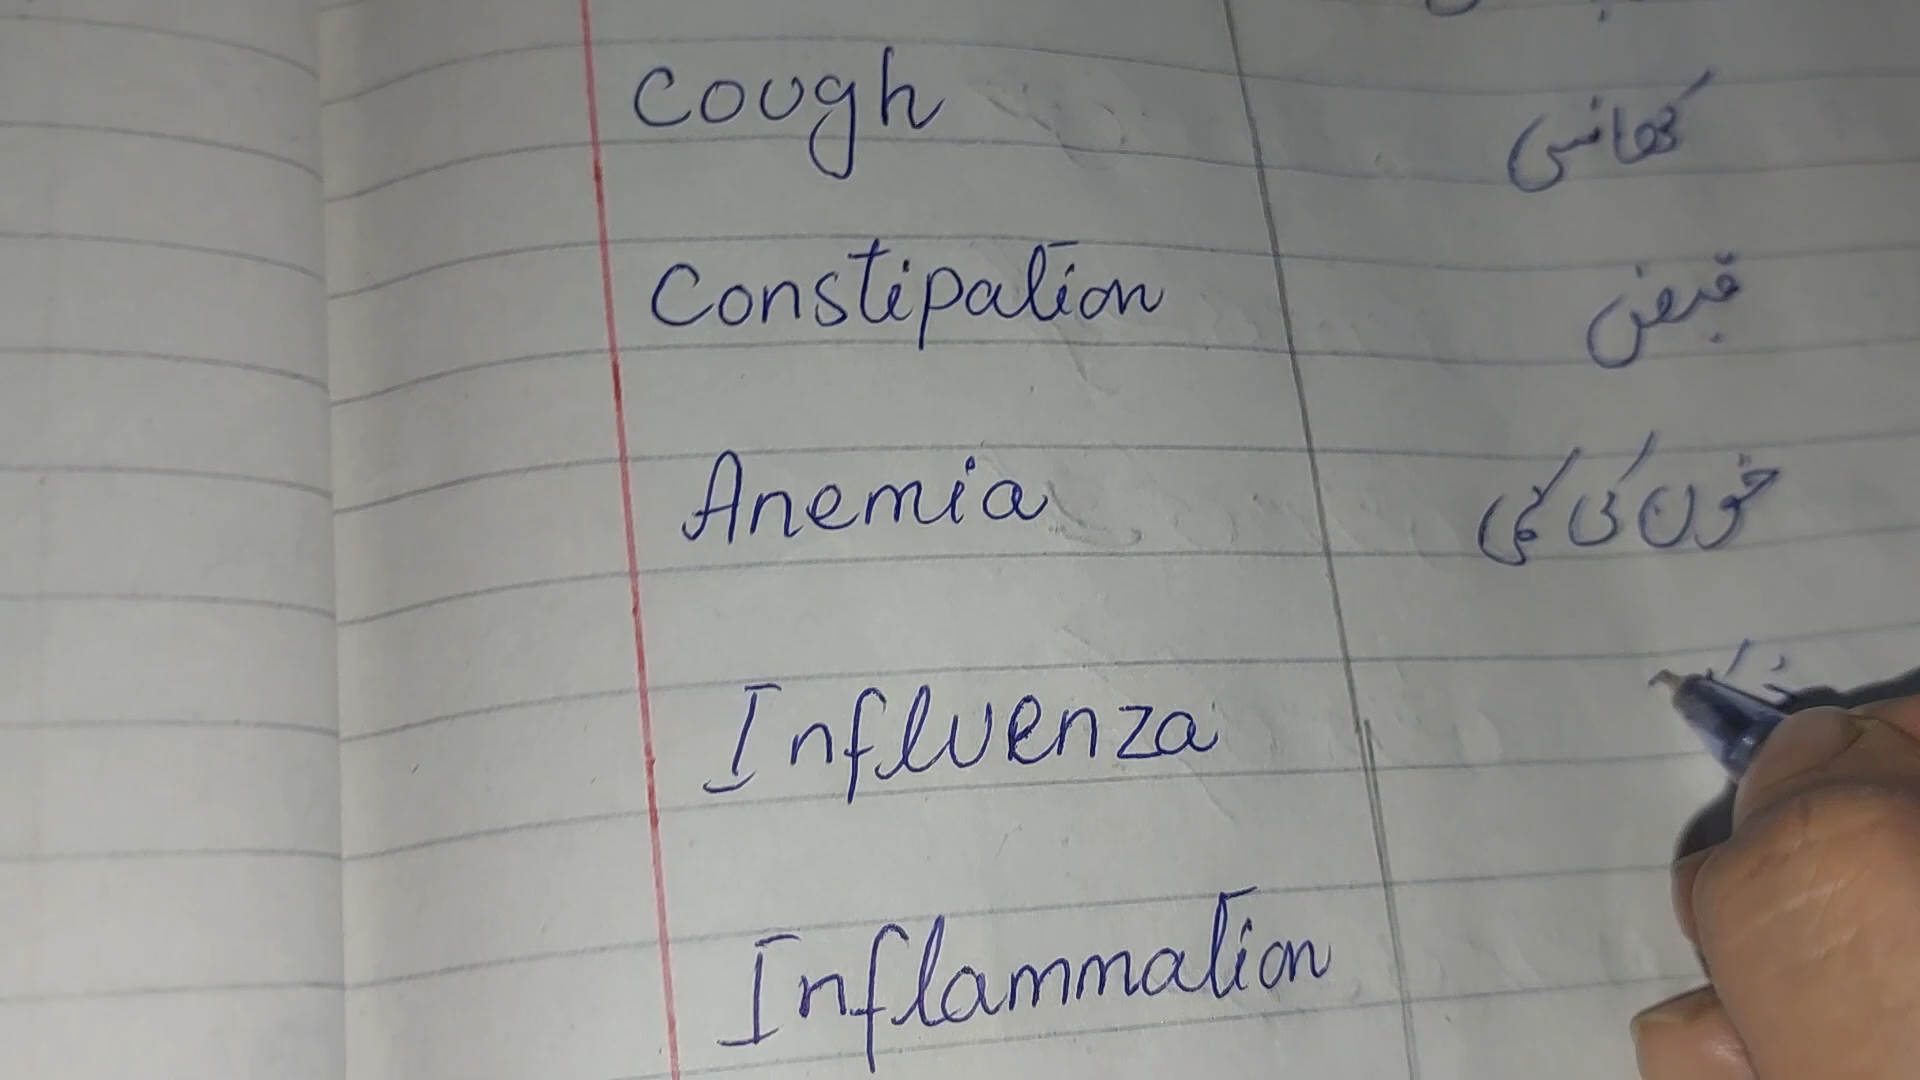 Cough کھانسی
Constipation قبض
Anemia خون کی کمی
Influenza
Inflammation